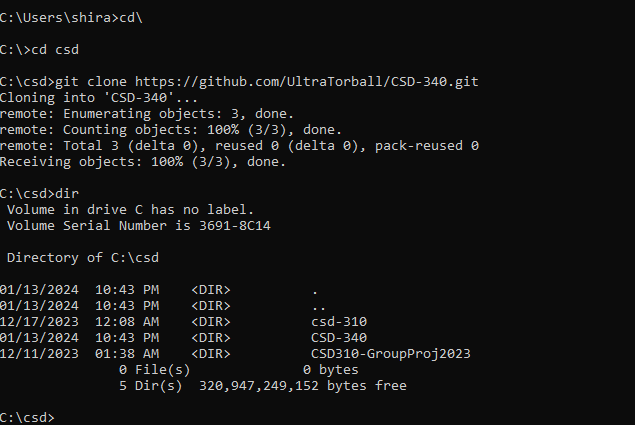 C:\Users\shira>cd\
C:\>cd csd
C:\csd>git clone https://github.com/UltraTorball/CSD-340.git
Cloning into 'CSD-340'...
remote: Enumerating objects: 3, done.
remote: Counting objects: 100% (3/3), done.
remote: Total 3 (delta 0), reused 0 (delta 0), pack-reused 0
Receiving objects: 100% (3/3), done.
C:\csd>dir
Volume in drive C has no label.
Volume Serial Number is 3691-8C14
Directory of C:\csd
01/13/2024  10:43 PM    <DIR>          .
01/13/2024  10:43 PM    <DIR>          ..
12/17/2023  12:08 AM    <DIR>          csd-310
01/13/2024  10:43 PM    <DIR>          CSD-340
12/11/2023  01:38 AM    <DIR>          CSD310-GroupProj2023
0 File(s)              0 bytes
5 Dir(s)  320,947,249,152 bytes free
C:\csd>